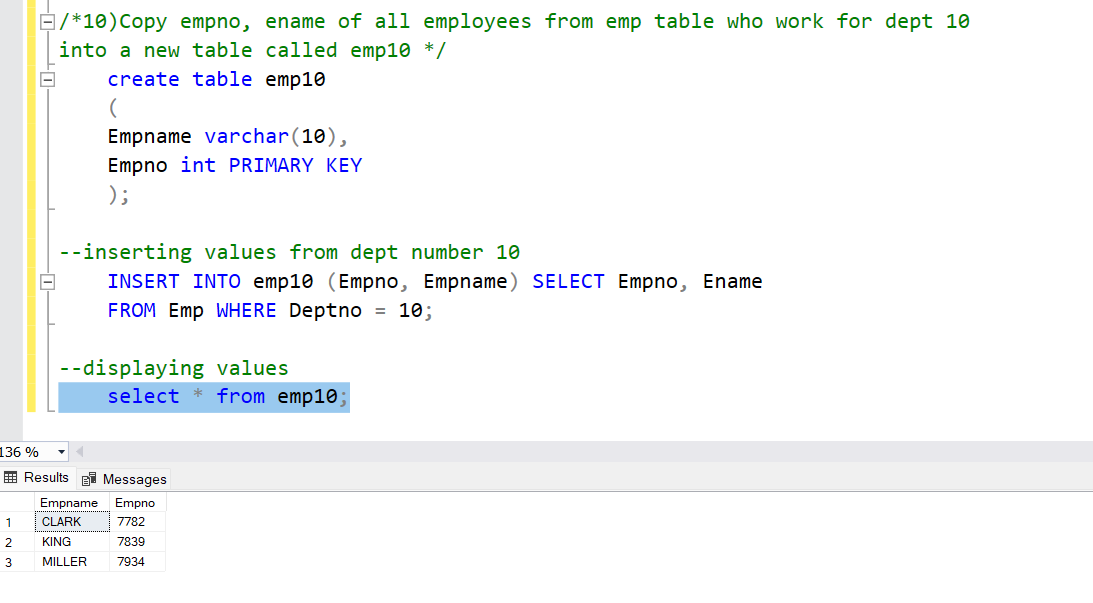 /*10)Copy empno, ename of all employees from emp table who work for dept 10
into a new table called emp10 */
create table emp10
(
Empname varchar(10),
Empno int PRIMARY KEY
);
--inserting values from dept number 10
INSERT INTO emp10 (Empno, Empname) SELECT Empno, Ename
FROM Emp WHERE Deptno = 10;
--displaying values
select * from emp10;
136 %
Results Messages
Empname Empno
1 CLARK 7782
2 KING 7839
3 MILLER 7934